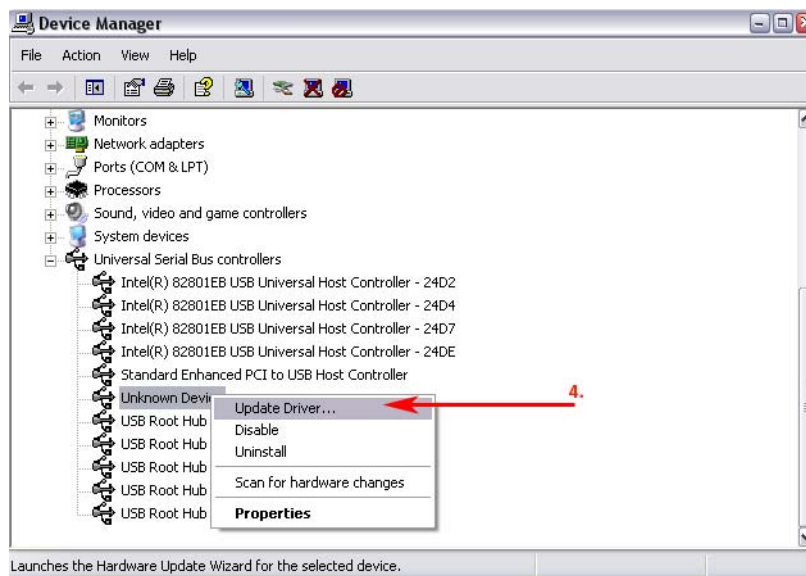 Device Manager
File Action View Help
Monitors
Network adapters
Ports (COM & LPT)
Processors
Sound, video and game controllers
System devices
Universal Serial Bus controllers
Intel(R) 82801EB USB Universal Host Controller - 24D2
Intel(R) 82801EB USB Universal Host Controller - 24D4
Intel(R) 82801EB USB Universal Host Controller - 24D7
Intel(R) 82801EB USB Universal Host Controller - 24DE
Standard Enhanced PCI to USB Host Controller
Unknown Devi
4.
Update Driver...
USB Root Hub
Disable
USB Root Hub
Uninstall
USB Root Hub
Scan for hardware changes
USB Root Hub
USB Root Hub
Properties
Launches the Hardware Update Wizard for the selected device.